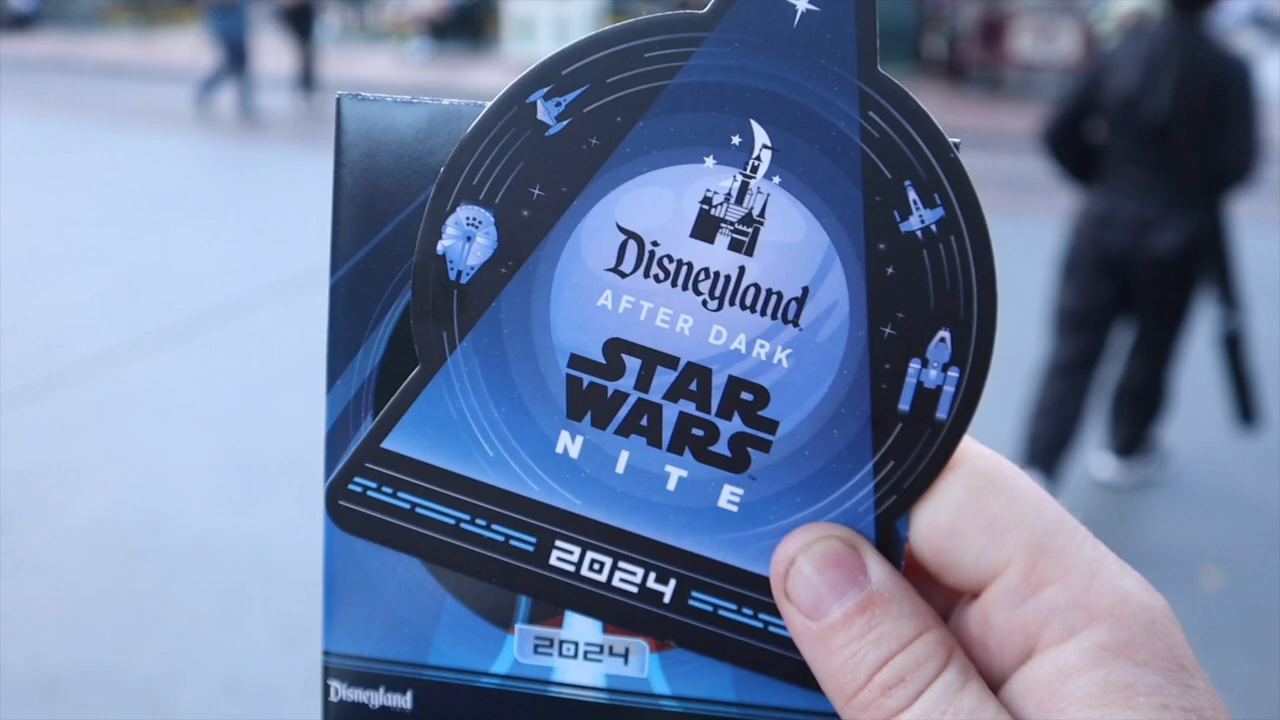 Disneyland
AFTER DARK
STAR
WARS
NITE
2024
2024
Disneyland